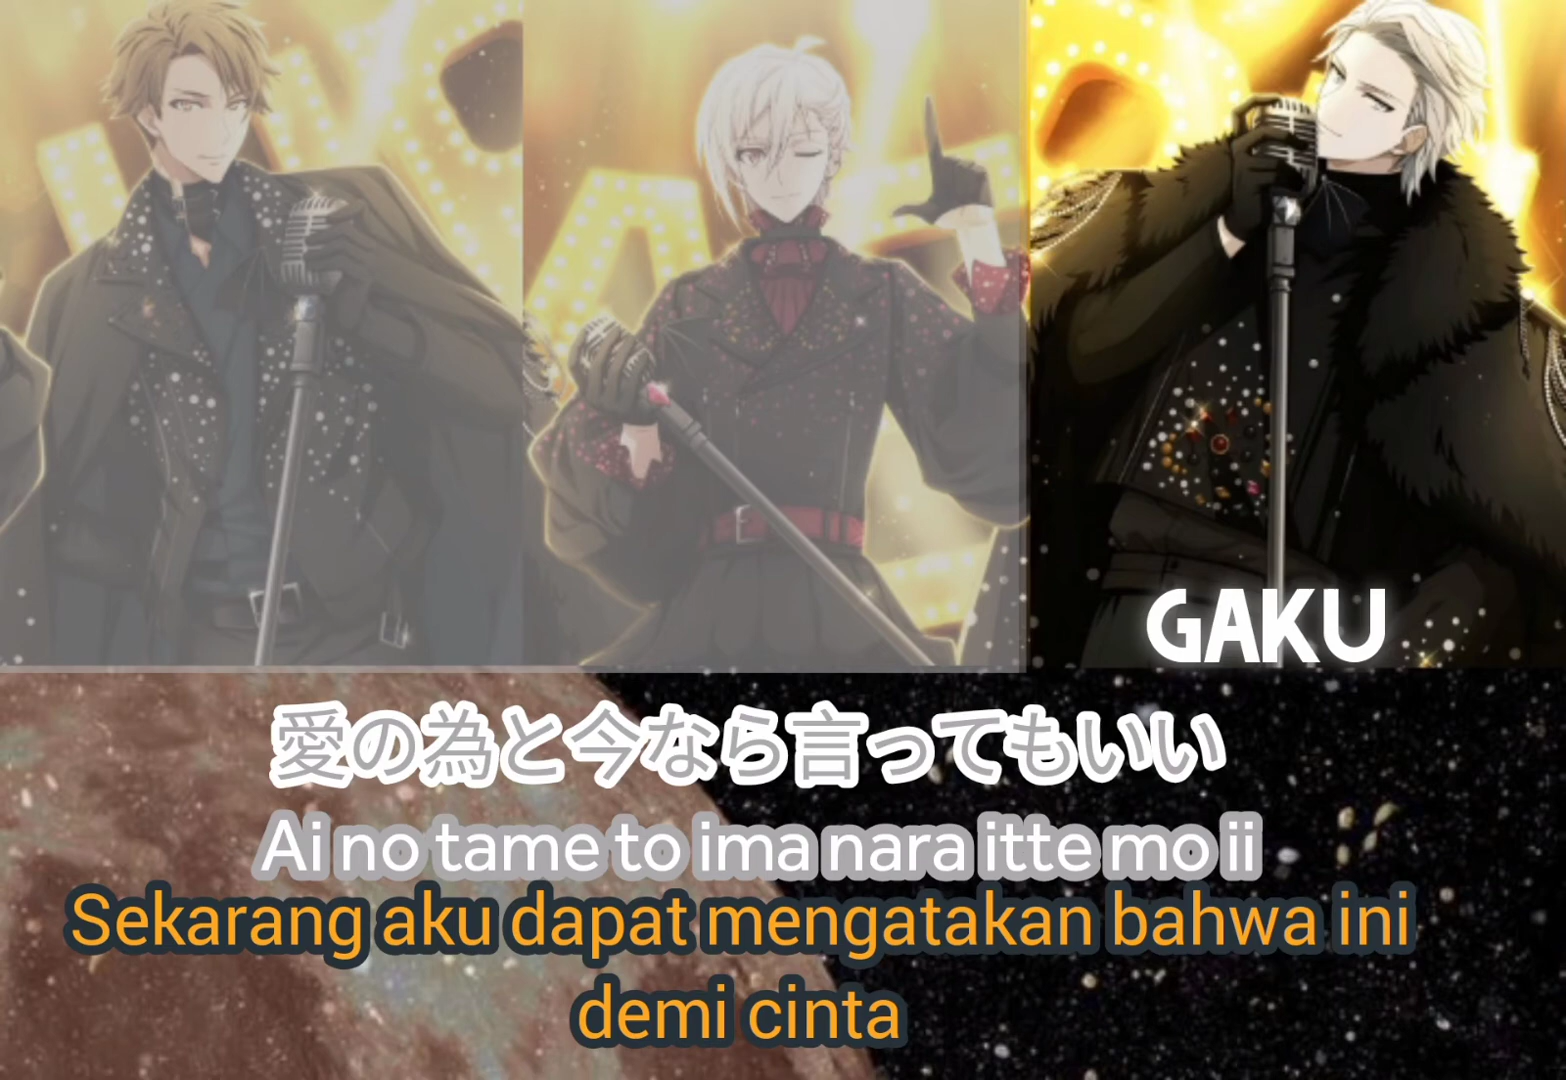 GAKU
愛の為と今なら言ってもいい
Ai no tame to ima nara itte mo ii
Sekarang aku dapat mengatakan bahwa ini
demi cinta